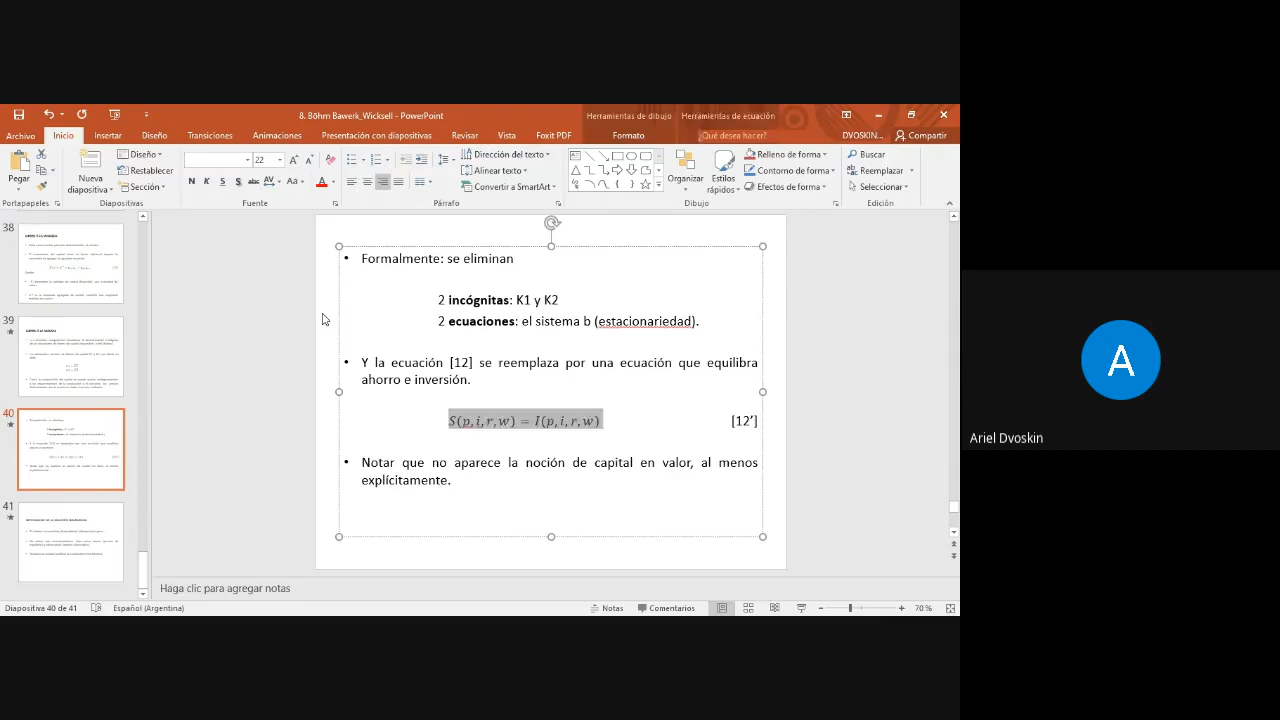 8. Böhm Bawerk_Wicksell - PowerPoint
Herramientas de dibujo
Herramientas de ecuación
Archivo Inicio Insertar Diseño Transiciones Animaciones Presentación con diapositivas Revisar Vista Foxit PDF Formato ¿Qué desea hacer? DVOSKIN... Compartir
Pegar
Portapapeles
Nueva diapositiva
Diseño
Restablecer
Sección
Diapositivas
22
N K S S abc AV Aa A
Fuente
Dirección del texto
Alinear texto
Convertir a SmartArt
Párrafo
Organizar
Estilos rápidos
Relleno de forma
Contorno de forma
Efectos de forma
Dibujo
Buscar
Reemplazar
Seleccionar
Edición
38
39
40
41
• Formalmente: se eliminan
2 incógnitas: K1 y K2
2 ecuaciones: el sistema b (estacionariedad).
• Y la ecuación [12] se reemplaza por una ecuación que equilibra
ahorro e inversión.
S(p, i, r, w) = I(p, i, r, w) [12']
• Notar que no aparece la noción de capital en valor, al menos
explícitamente.
Haga clic para agregar notas
Diapositiva 40 de 41 Español (Argentina) Notas Comentarios 70 %
A
Ariel Dvoskin